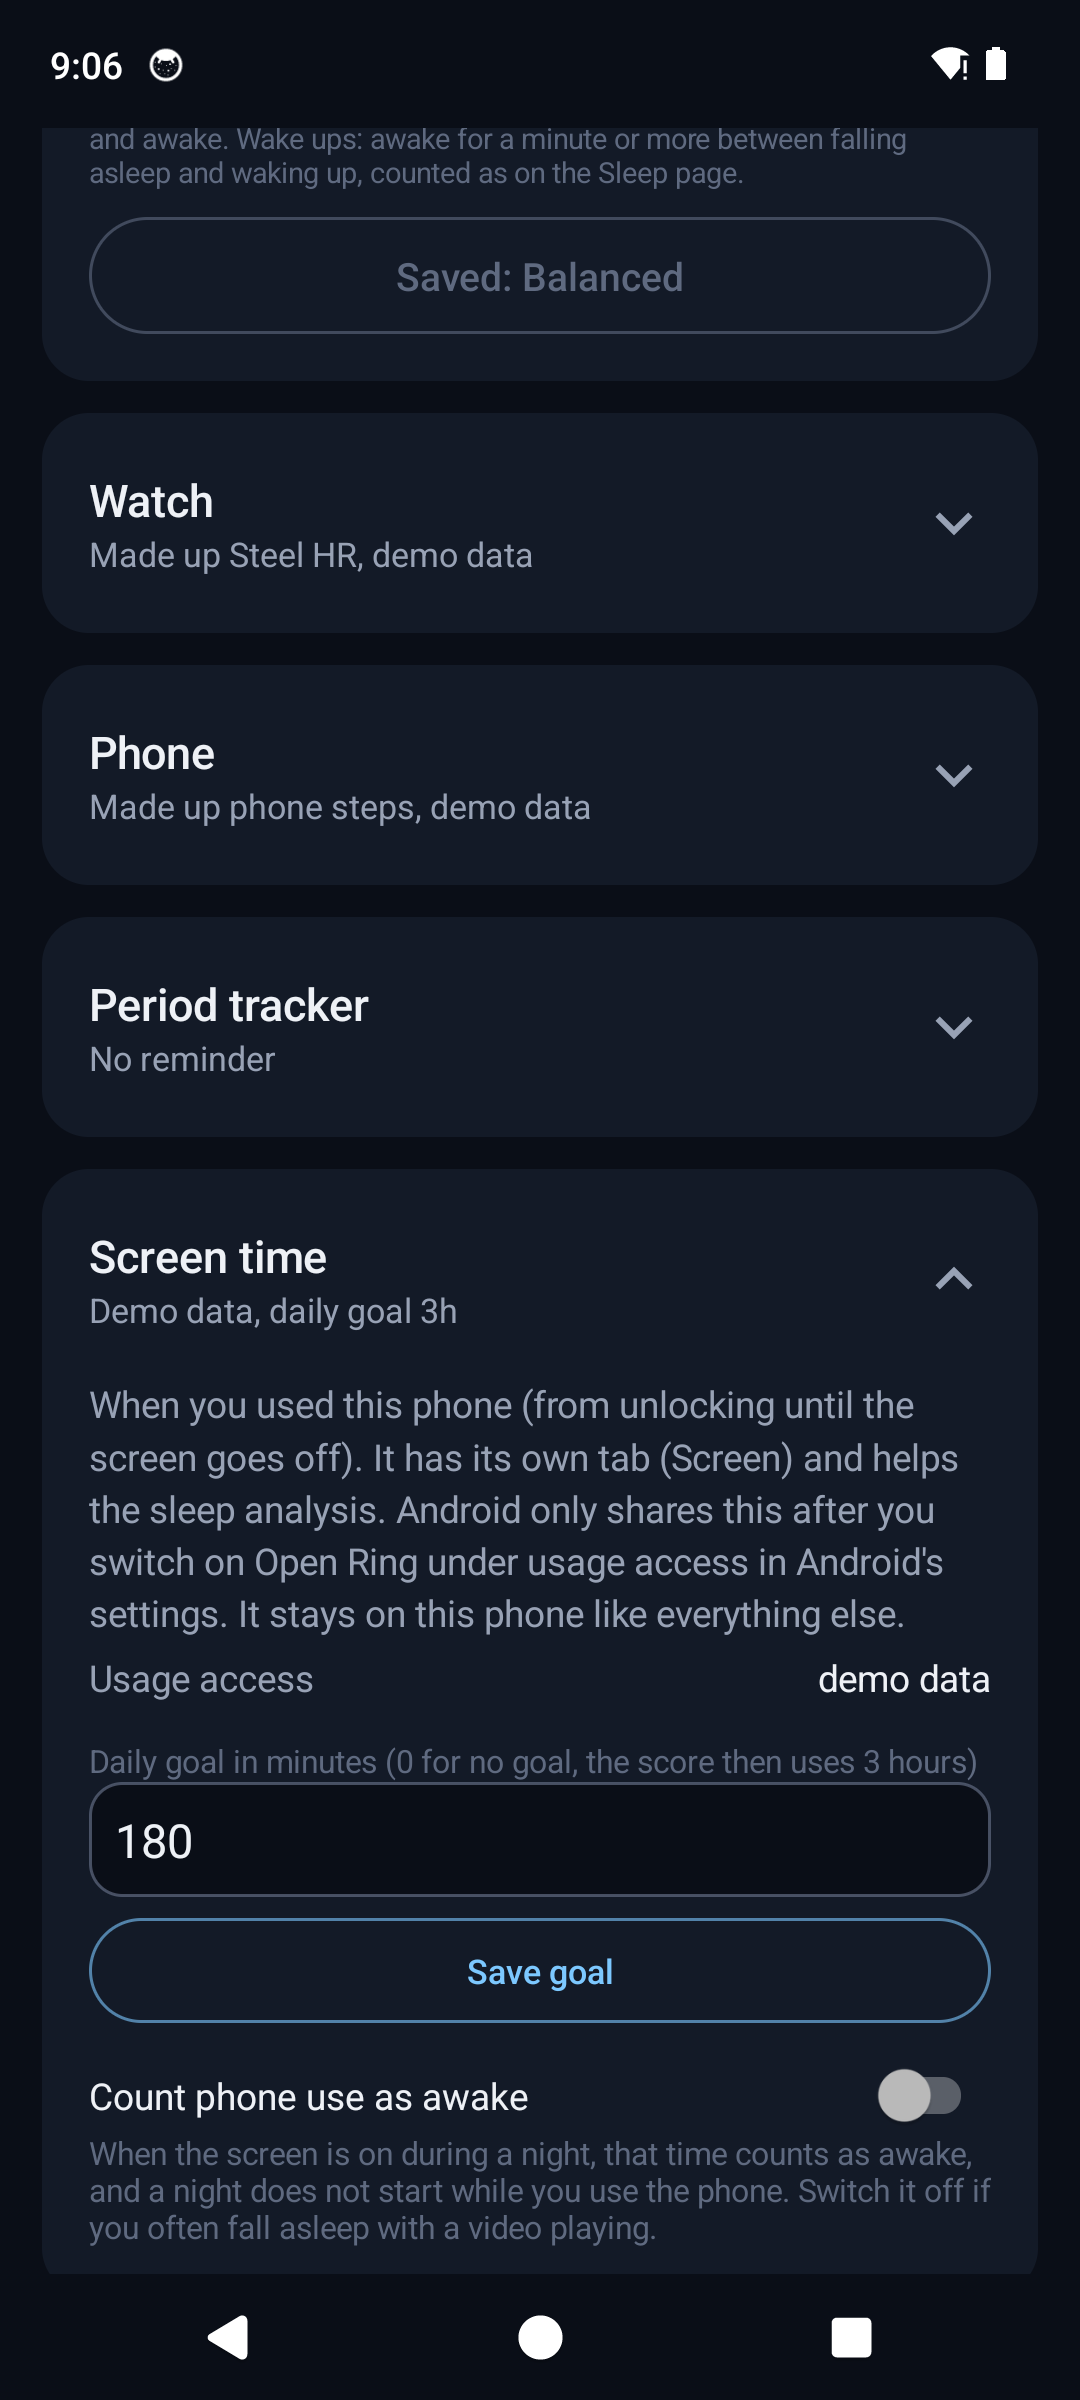 9:06
and awake. Wake ups: awake for a minute or more between falling
asleep and waking up, counted as on the Sleep page.
Saved: Balanced
Watch
Made up Steel HR, demo data
Phone
Made up phone steps, demo data
Period tracker
No reminder
Screen time
Demo data, daily goal 3h
When you used this phone (from unlocking until the
screen goes off). It has its own tab (Screen) and helps
the sleep analysis. Android only shares this after you
switch on Open Ring under usage access in Android's
settings. It stays on this phone like everything else.
Usage access demo data
Daily goal in minutes (0 for no goal, the score then uses 3 hours)
180
Save goal
Count phone use as awake
When the screen is on during a night, that time counts as awake,
and a night does not start while you use the phone. Switch it off if
you often fall asleep with a video playing.